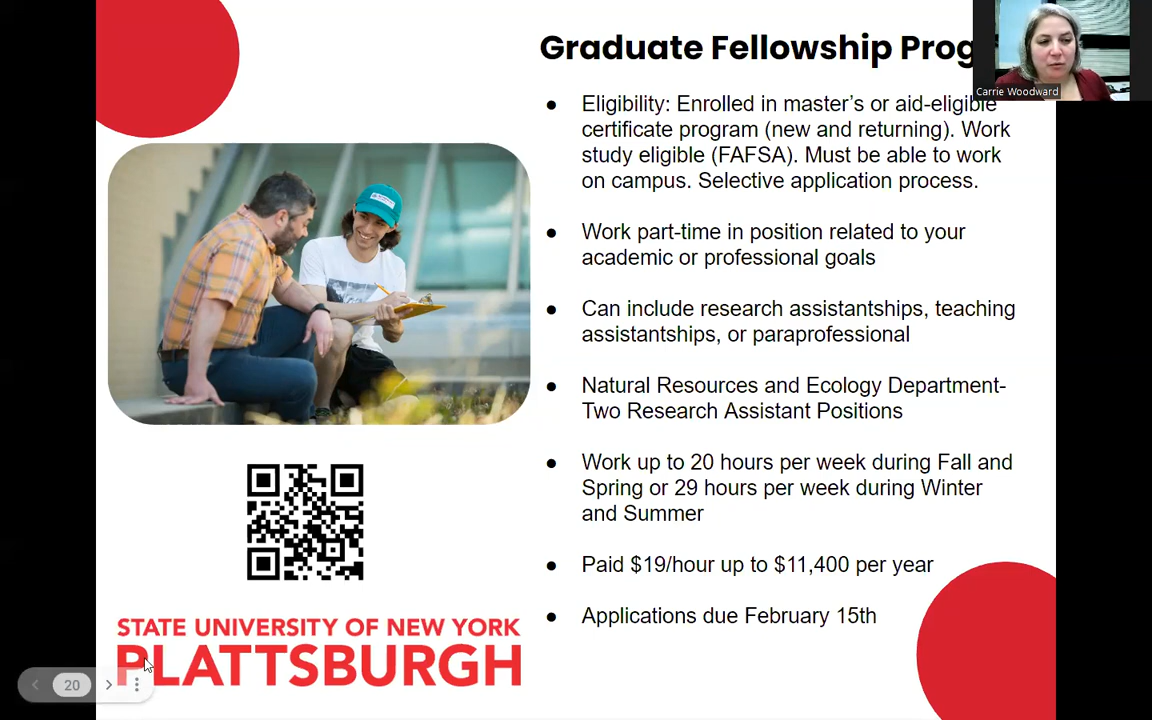 Graduate Fellowship Prog
Carrie Woodward
● Eligibility: Enrolled in master's or aid-eligible
certificate program (new and returning). Work
study eligible (FAFSA). Must be able to work
on campus. Selective application process.
● Work part-time in position related to your
academic or professional goals
● Can include research assistantships, teaching
assistantships, or paraprofessional
● Natural Resources and Ecology Department-
Two Research Assistant Positions
● Work up to 20 hours per week during Fall and
Spring or 29 hours per week during Winter
and Summer
● Paid $19/hour up to $11,400 per year
● Applications due February 15th
STATE UNIVERSITY OF NEW YORK
PLATTSBURGH
20